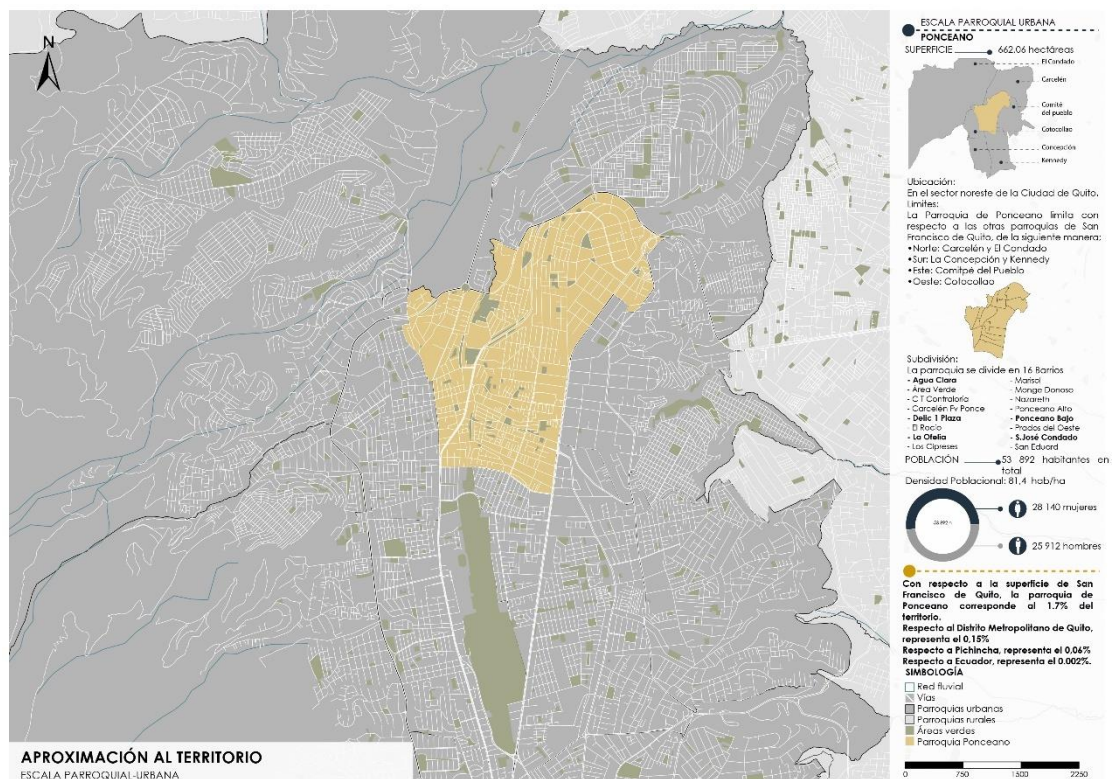 N
ESCALA PARROQUIAL URBANA
PONCEANO
SUPERFICIE 662.06 hectáreas
El Condado
Carcelén
Comité
del pueblo
Cotocollao
Concepción
Kennedy
Ubicación:
En el sector noreste de la Ciudad de Quito.
Límites:
La Parroquia de Ponceano limita con
respecto a las otras parroquias de San
Francisco de Quito, de la siguiente manera:
•Norte: Carcelén y El Condado
•Sur: La Concepción y Kennedy
•Este: Comitpé del Pueblo
•Oeste: Cotocollao
Subdivisión:
La parroquia se divide en 16 Barrios
- Agua Clara
- Área Verde
- C T Contraloría
- Carcelén Fv Ponce
- Delic 1 Plaza
- El Rocío
- La Ofelia
- Los Cipreses
- Marisol
- Monge Donoso
- Nazareth
- Ponceano Alto
- Ponceano Bajo
- Prados del Oeste
- S.José Condado
- San Eduard
POBLACIÓN 53 892 habitantes en
total
Densidad Poblacional: 81,4 hab/ha
28 140 mujeres
25 912 hombres
Con respecto a la superficie de San
Francisco de Quito, la parroquia de
Ponceano corresponde al 1.7% del
territorio.
Respecto al Distrito Metropolitano de Quito,
representa el 0,15%
Respecto a Pichincha, representa el 0,06%
Respecto a Ecuador, representa el 0.002%.
SIMBOLOGÍA
Red fluvial
Vías
Parroquias urbanas
Parroquias rurales
Áreas verdes
Parroquia Ponceano
0 750 1500 2250
APROXIMACIÓN AL TERRITORIO
ESCALA PARROQUIAL-URBANA